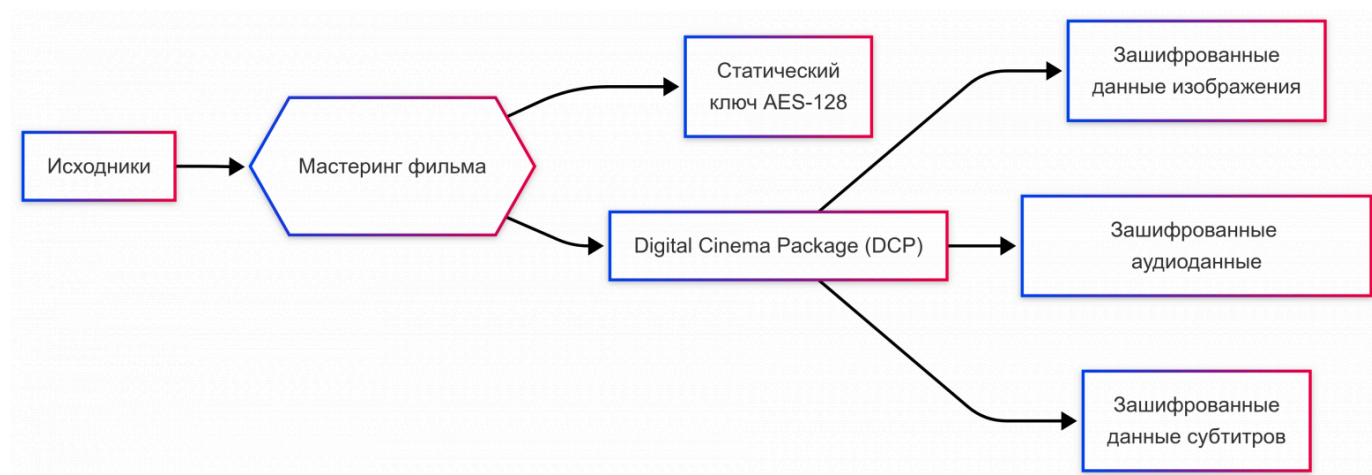 Исходники
Мастеринг фильма
Статический
ключ AES-128
Digital Cinema Package (DCP)
Зашифрованные
данные изображения
Зашифрованные
аудиоданные
Зашифрованные
данные субтитров